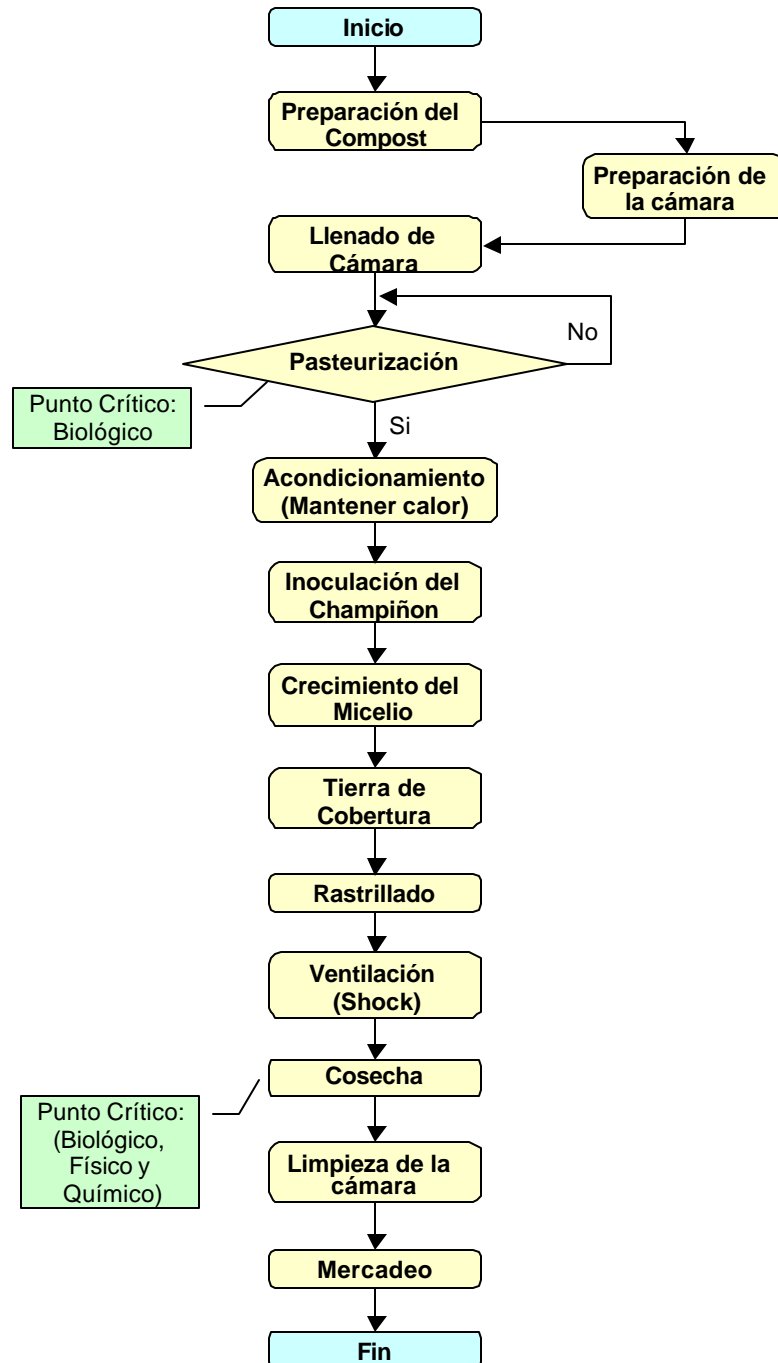 Inicio
Preparación del
Compost
Preparación de
la cámara
Llenado de
Cámara
No
Pasteurización
Punto Crítico:
Biológico
Si
Acondicionamiento
(Mantener calor)
Inoculación del
Champiñon
Crecimiento del
Micelio
Tierra de
Cobertura
Rastrillado
Ventilación
(Shock)
Cosecha
Punto Crítico:
(Biológico,
Físico y
Químico)
Limpieza de la
cámara
Mercadeo
Fin